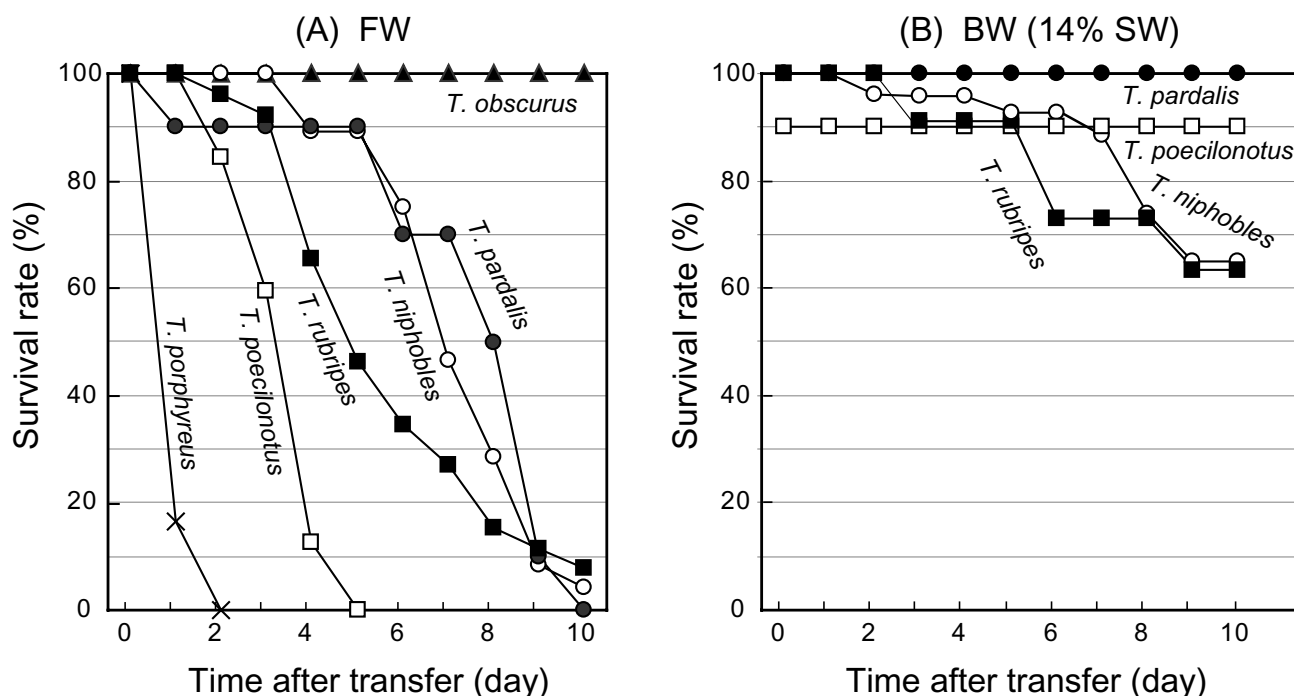 (A) FW
Survival rate (%)
100
80
60
40
20
0
T. obscurus
T. porphyreus
T. poecilonotus
T. rubripes
T. niphobles
T. pardalis
0 2 4 6 8 10
Time after transfer (day)
(B) BW (14% SW)
Survival rate (%)
100
80
60
40
20
0
T. pardalis
T. poecilonotus
T. rubripes
T. niphobles
0 2 4 6 8 10
Time after transfer (day)